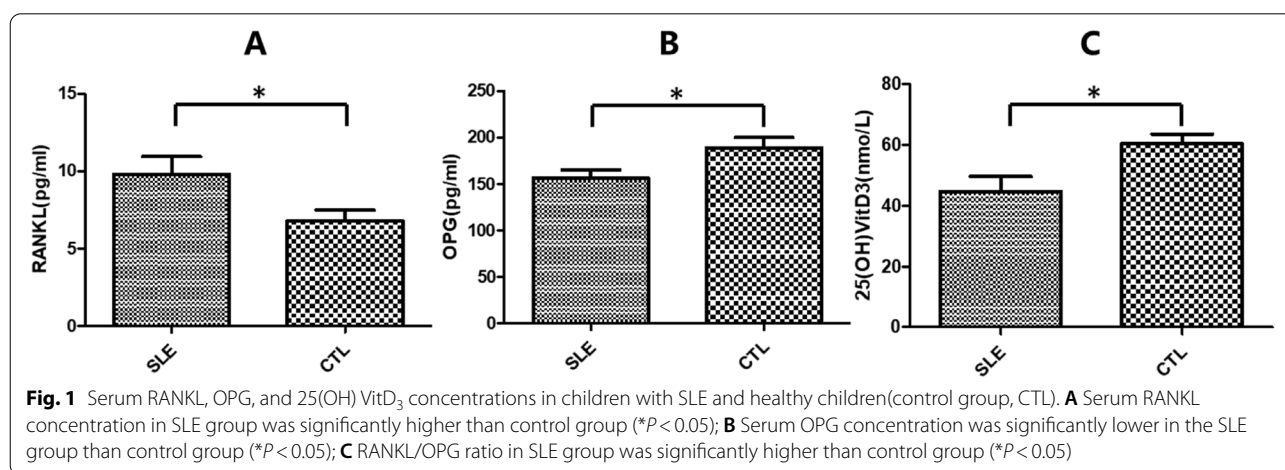 A
B
C
*
*
*
RANKL(pg/ml)
15
10
5
0
SLE
CTL
OPG(pg/ml)
250
200
150
100
50
0
SLE
CTL
25(OH)VitD3(nmo/L)
80
60
40
20
0
SLE
CTL
Fig. 1 Serum RANKL, OPG, and 25(OH) VitD₃ concentrations in children with SLE and healthy children(control group, CTL). A Serum RANKL
concentration in SLE group was significantly higher than control group (*P < 0.05); B Serum OPG concentration was significantly lower in the SLE
group than control group (*P < 0.05); C RANKL/OPG ratio in SLE group was significantly higher than control group (*P < 0.05)